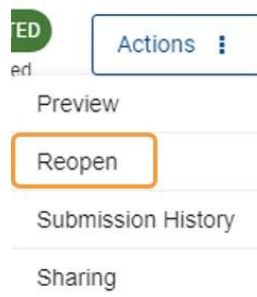 TED
Actions
ed
Preview
Reopen
Submission History
Sharing